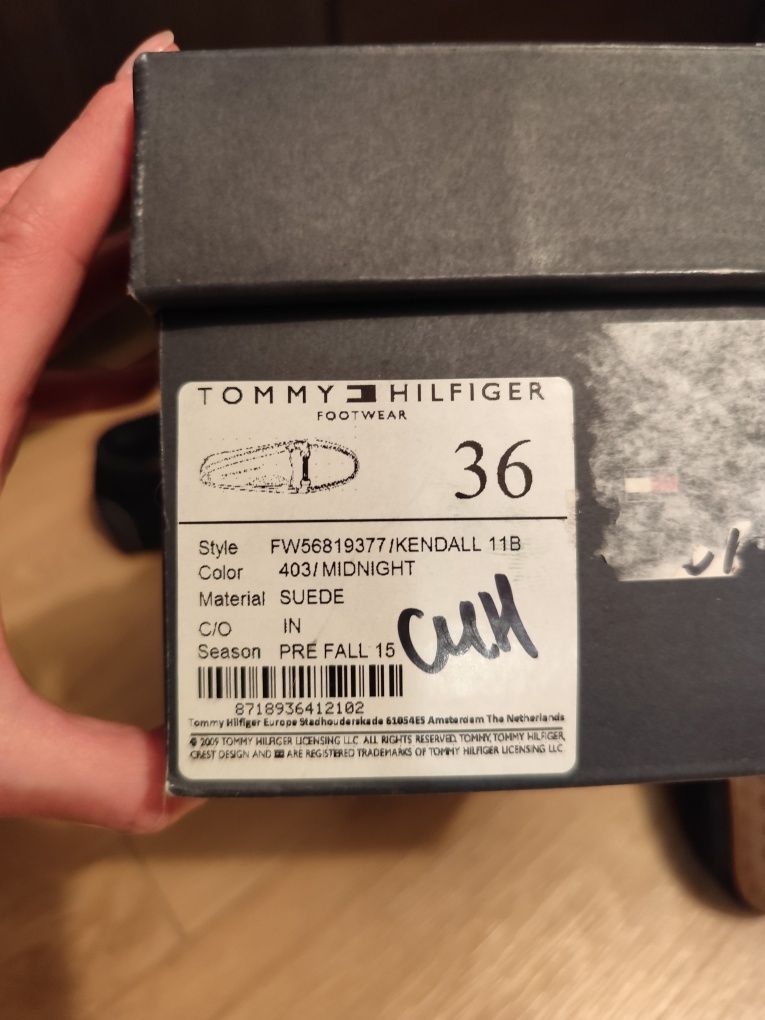 TOMMY HILFIGER
FOOTWEAR
36
Style FW56819377/KENDALL 11B
Color 403/MIDNIGHT
Material SUEDE
C/O IN
Season PRE FALL 15
син
8718936412102
Tommy Hilfiger Europe Stadhouderskade 61054ES Amsterdam The Netherlands
© 2009 TOMMY HILFIGER LICENSING LLC. ALL RIGHTS RESERVED. TOMMY, TOMMY HILFIGER,
CREST DESIGN AND ARE REGISTERED TRADEMARKS OF TOMMY HILFIGER LICENSING LLC